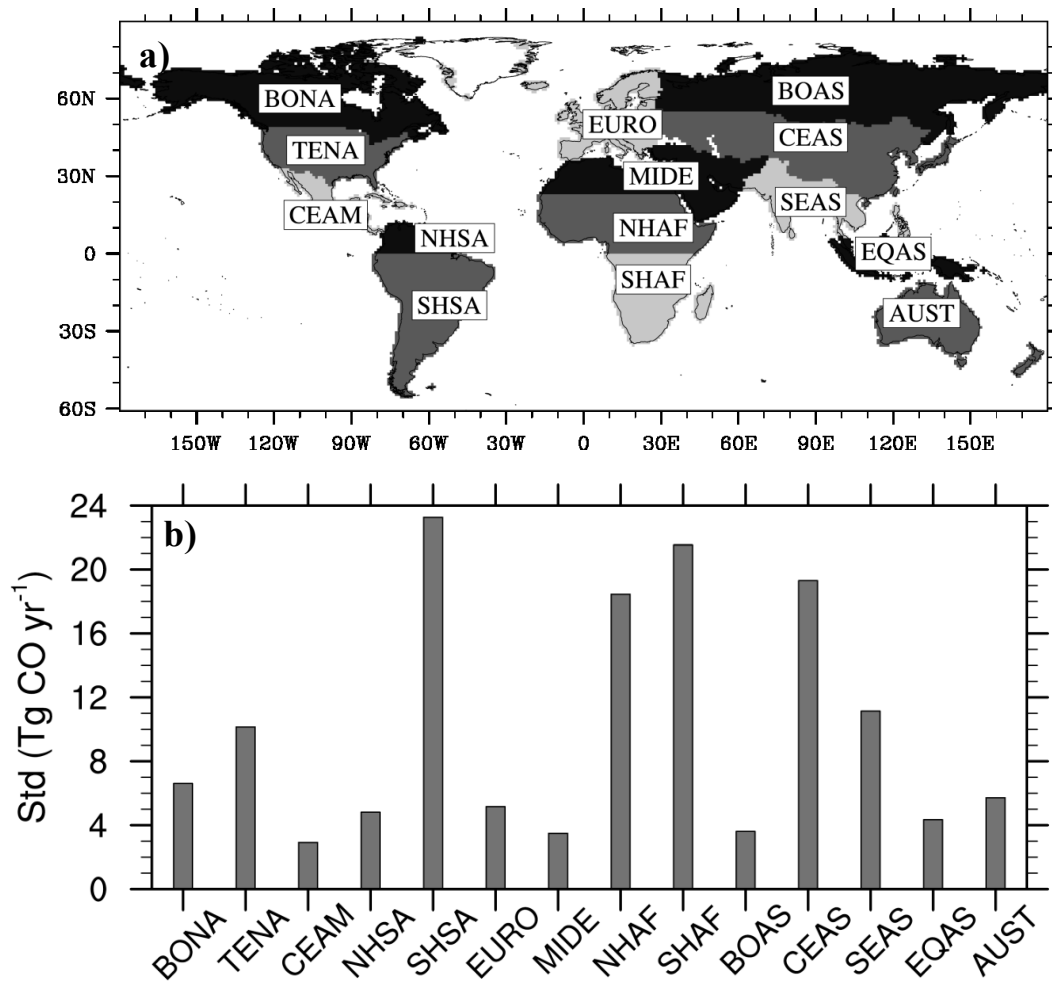 a)
60N
30N
0
30S
60S
BONA
BOAS
EURO
CEAS
TENA
MIDE
SEAS
CEAM
NHSA
NHAF
EQAS
SHAF
SHSA
AUST
150W 120W 90W 60W 30W 0 30E 60E 90E 120E 150E
b)
Std (Tg CO yr⁻¹)
24
20
16
12
8
4
0
BONA TENA CEAM NHSA SHSA EURO MIDE NHAF SHAF BOAS CEAS SEAS EQAS AUST